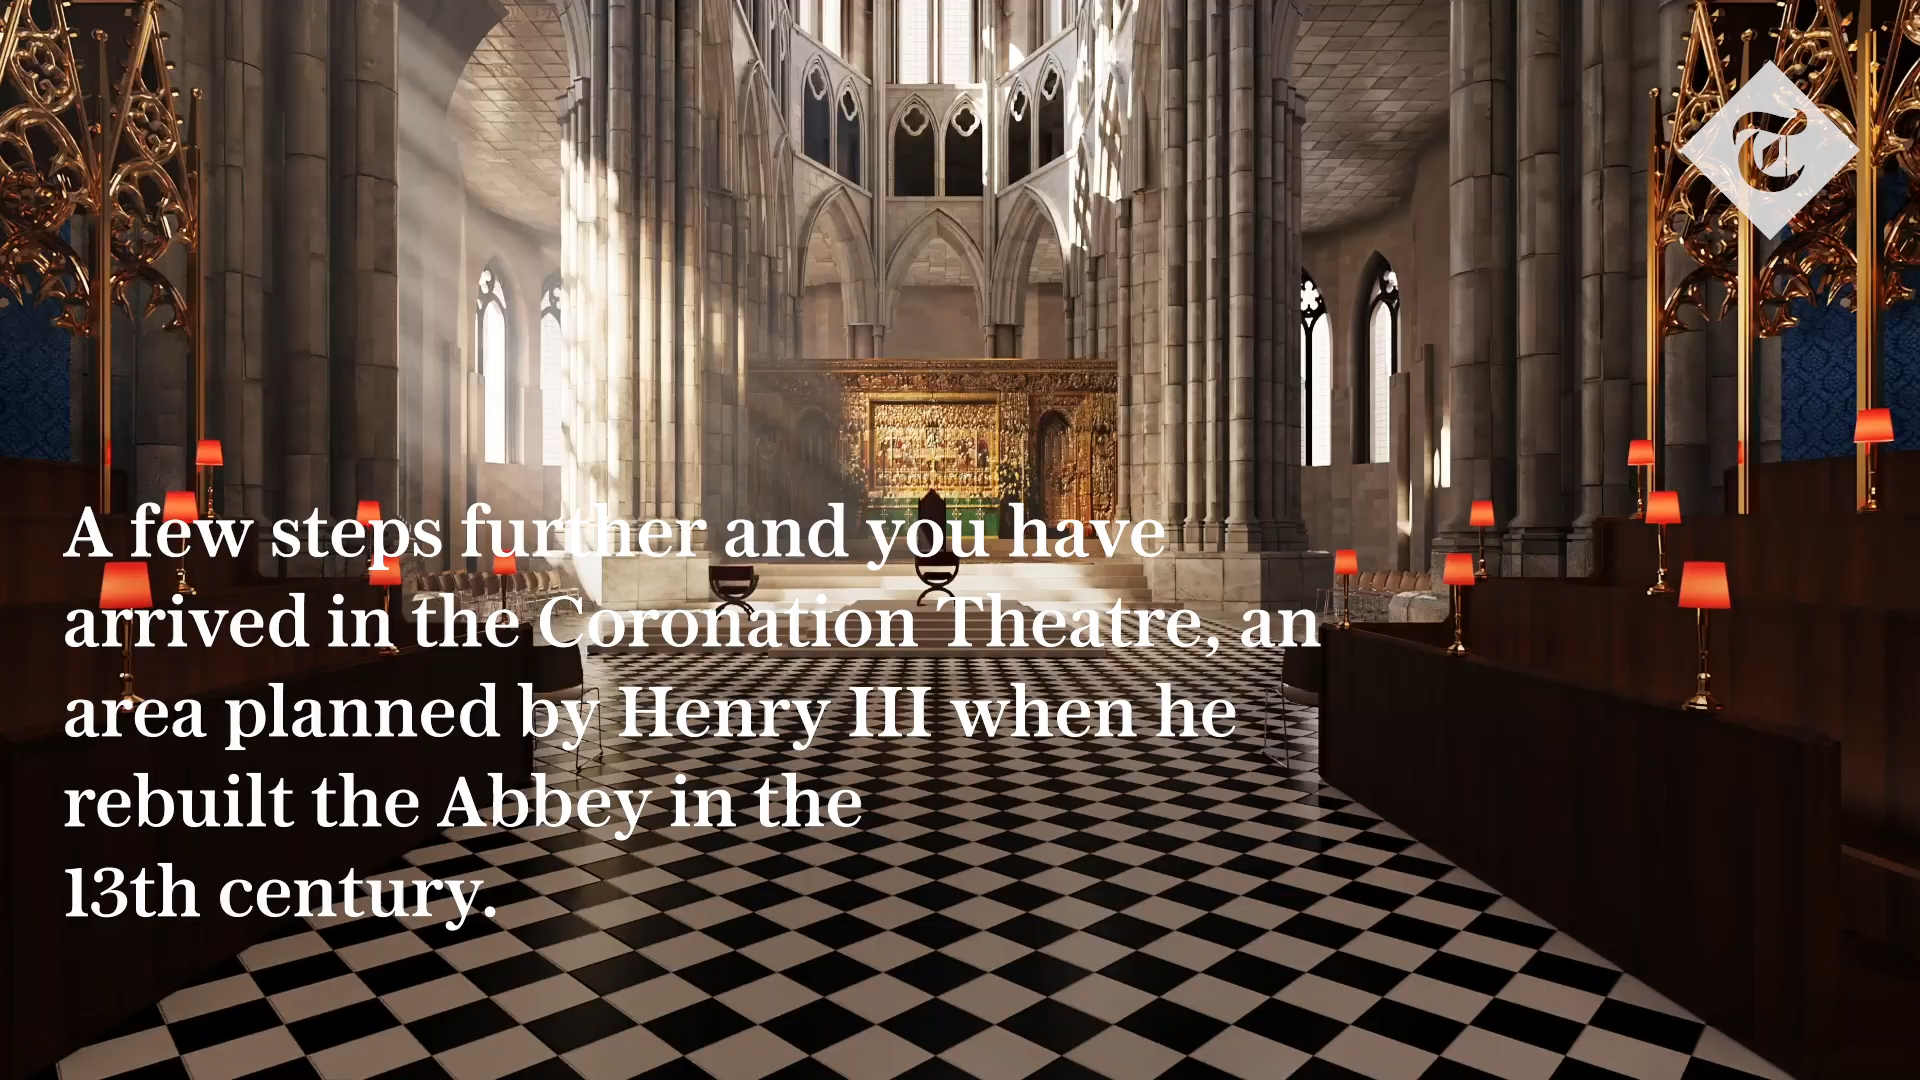 A few steps further and you have
arrived in the Coronation Theatre, an
area planned by Henry III when he
rebuilt the Abbey in the
13th century.